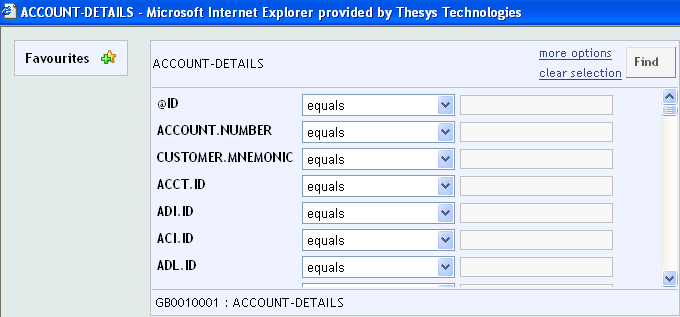 ACCOUNT-DETAILS - Microsoft Internet Explorer provided by Thesys Technologies
Favourites
ACCOUNT-DETAILS
more options
clear selection
Find
@ID equals
ACCOUNT.NUMBER equals
CUSTOMER.MNEMONIC equals
ACCT.ID equals
ADI.ID equals
ACI.ID equals
ADL.ID equals
GB0010001 : ACCOUNT-DETAILS